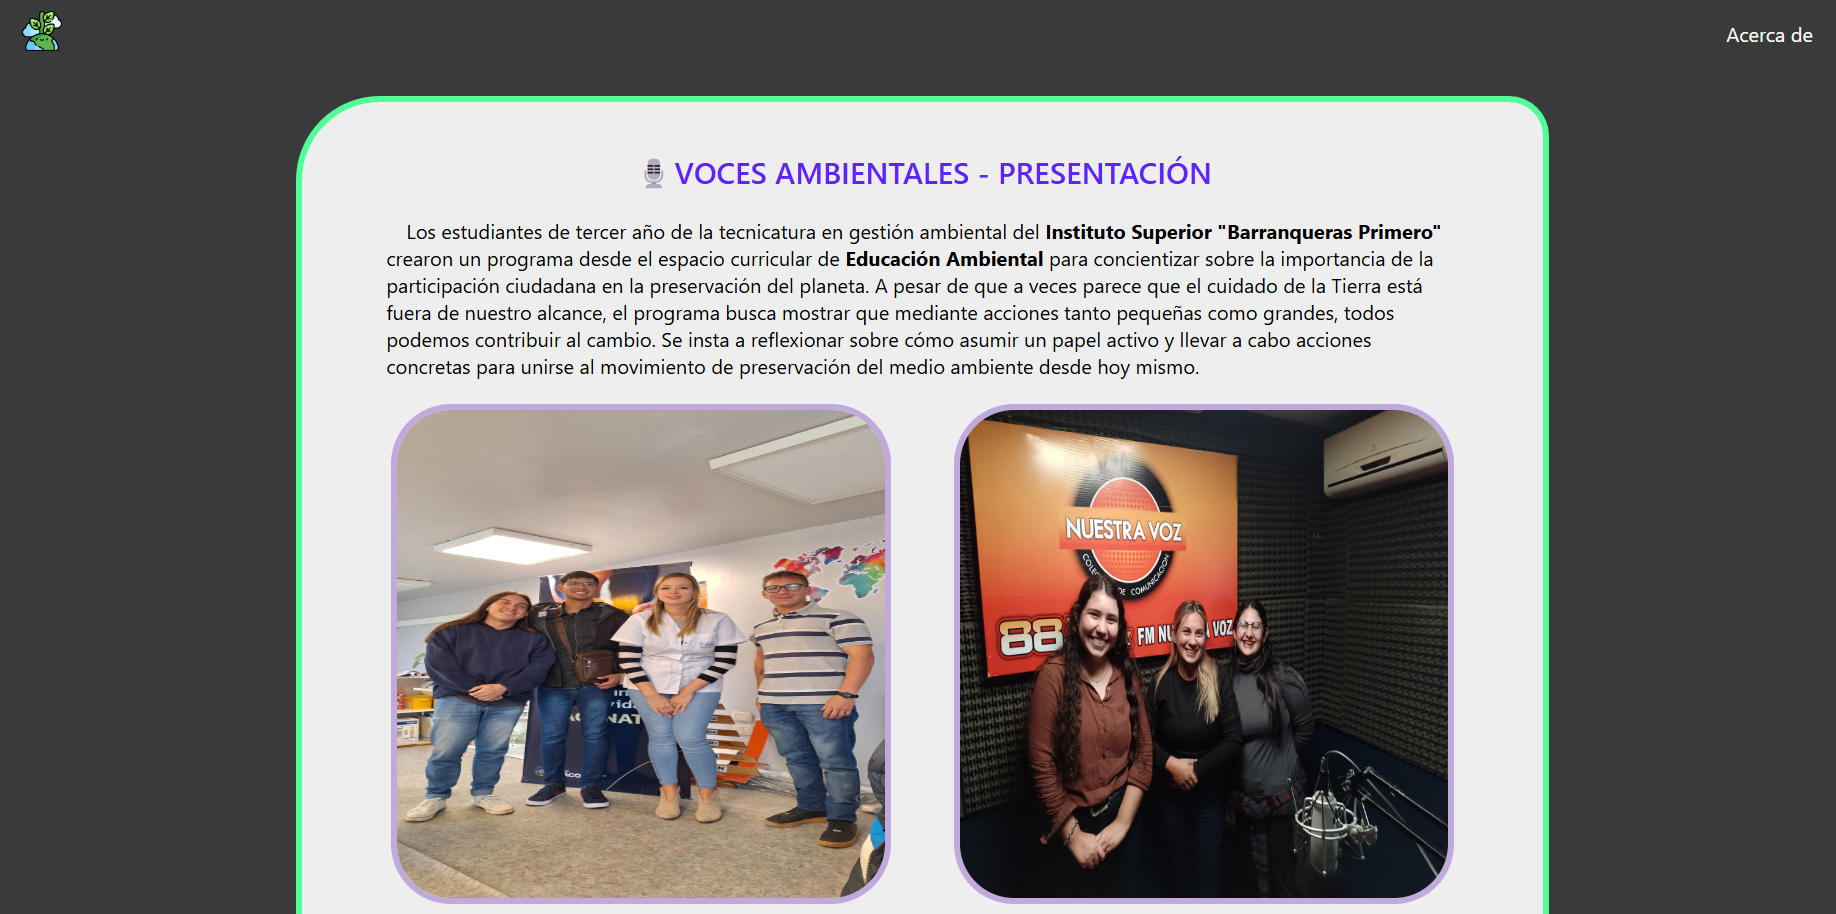 Acerca de
🎙 VOCES AMBIENTALES - PRESENTACIÓN
Los estudiantes de tercer año de la tecnicatura en gestión ambiental del Instituto Superior "Barranqueras Primero"
crearon un programa desde el espacio curricular de Educación Ambiental para concientizar sobre la importancia de la
participación ciudadana en la preservación del planeta. A pesar de que a veces parece que el cuidado de la Tierra está
fuera de nuestro alcance, el programa busca mostrar que mediante acciones tanto pequeñas como grandes, todos
podemos contribuir al cambio. Se insta a reflexionar sobre cómo asumir un papel activo y llevar a cabo acciones
concretas para unirse al movimiento de preservación del medio ambiente desde hoy mismo.
NUESTRA VOZ
DE COMUNICACION
88
FM NU VOZ